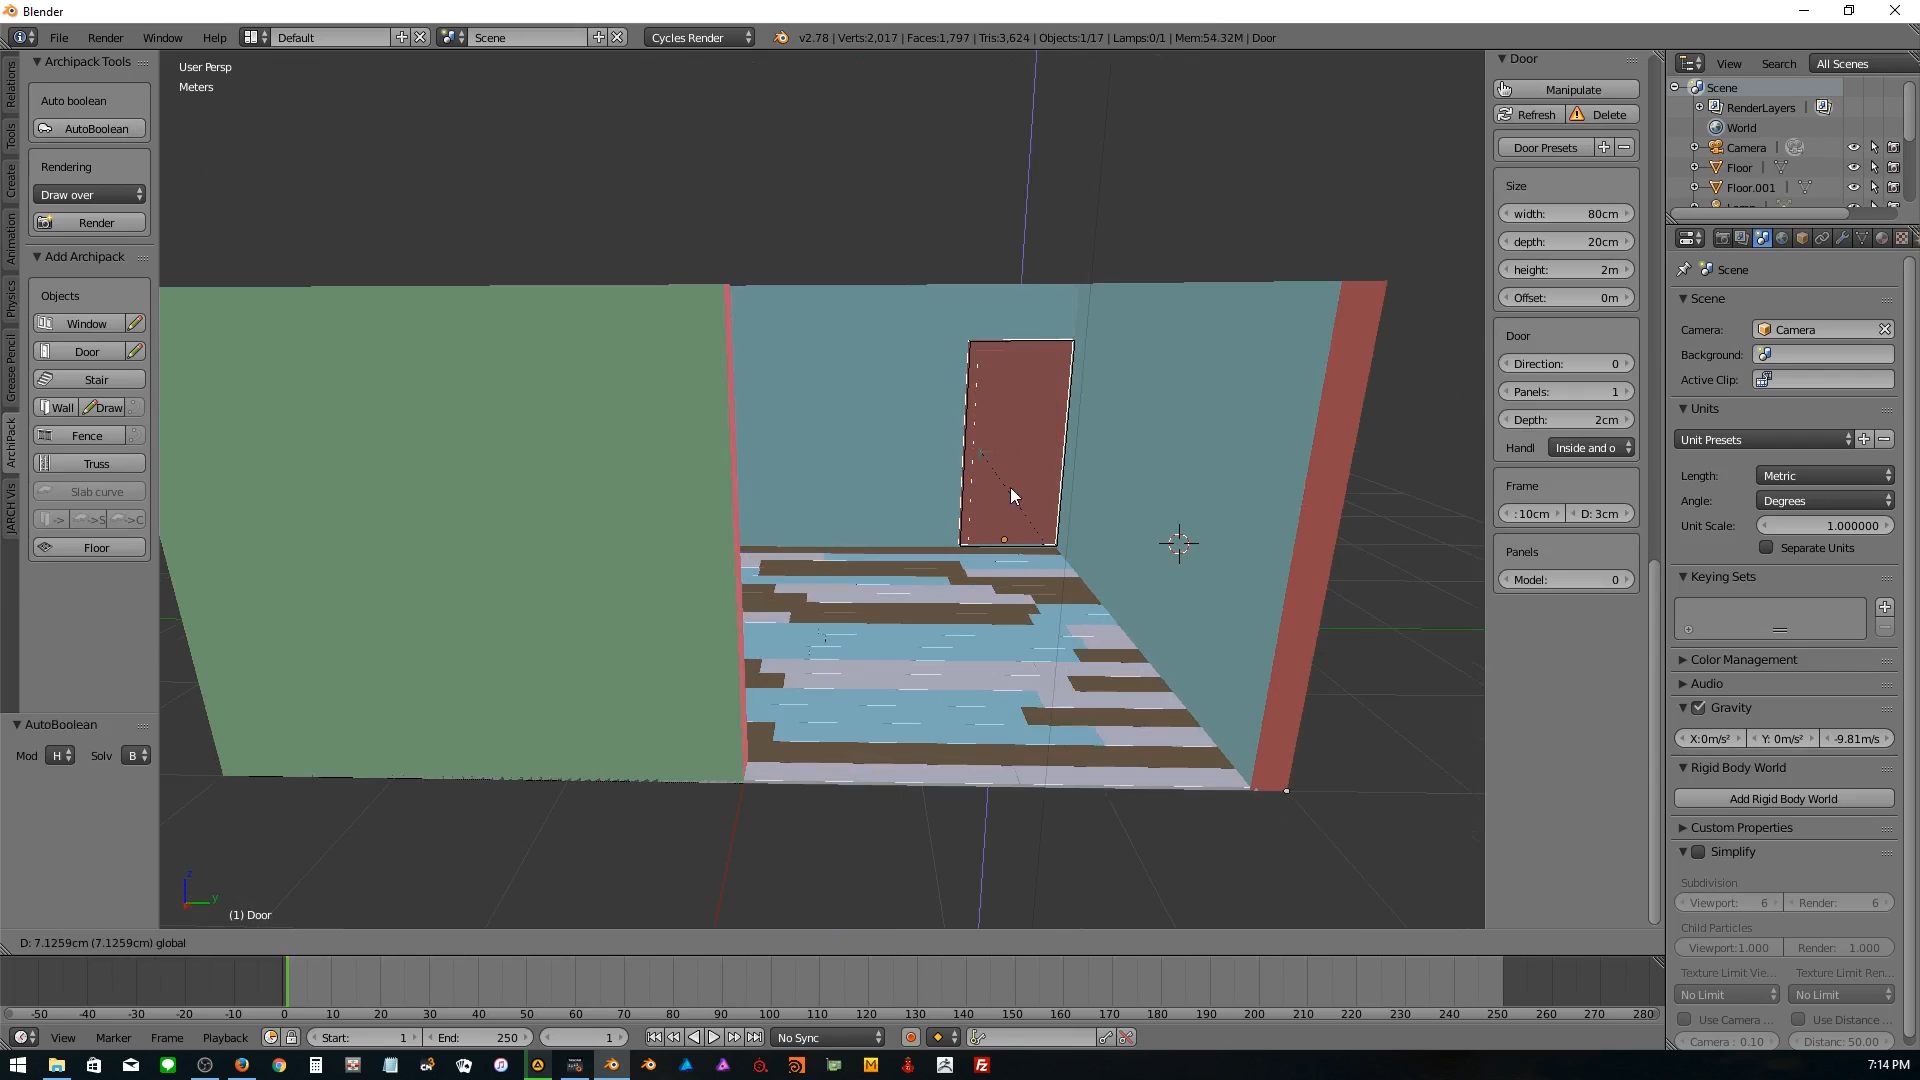 Blender
File Render Window Help Default Scene Cycles Render v2.78 | Verts:2,017 | Faces:1,797 | Tris:3,624 | Objects:1/17 | Lamps:0/1 | Mem:54.32M | Door
Relations
Tools
Create
Animation
Physics
Grease Pencil
ArchiPack
JARCH Vis
Archipack Tools
Auto boolean
AutoBoolean
Rendering
Draw over
Render
Add Archipack
Objects
Window
Door
Stair
Wall Draw
Fence
Truss
Slab curve
-> ->S ->C
Floor
AutoBoolean
Mod H Solv B
User Persp
Meters
z
y
(1) Door
D: 7.1259cm (7.1259cm) global
Door
Manipulate
Refresh Delete
Door Presets
Size
width: 80cm
depth: 20cm
height: 2m
Offset: 0m
Door
Direction: 0
Panels: 1
Depth: 2cm
Handl Inside and o
Frame
:10cm D: 3cm
Panels
Model: 0
View Search All Scenes
Scene
RenderLayers |
World
Camera
Floor
Floor.001
Scene
Scene
Camera: Camera
Background:
Active Clip:
Units
Unit Presets
Length: Metric
Angle: Degrees
Unit Scale: 1.000000
Separate Units
Keying Sets
Color Management
Audio
Gravity
X:0m/s² Y: 0m/s² -9.81m/s
Rigid Body World
Add Rigid Body World
Custom Properties
Simplify
Subdivision
Viewport: 6 Render: 6
Child Particles
Viewport:1.000 Render: 1.000
Texture Limit Vie... Texture Limit Ren...
No Limit No Limit
Use Camera ... Use Distance ...
Camera : 0.10 Distanc: 50.00
-50 -40 -30 -20 -10 0 10 20 30 40 50 60 70 80 90 100 110 120 130 140 150 160 170 180 190 200 210 220 230 240 250 260 270 280
View Marker Frame Playback Start: 1 End: 250 1 No Sync
7:14 PM